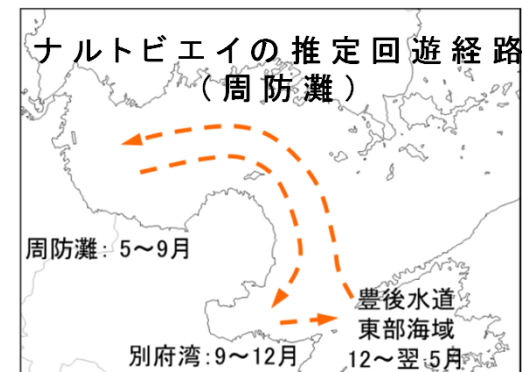 ナルトビエイの推定回遊経路
（周防灘）
周防灘：5～9月
豊後水道
東部海域
12～翌5月
別府湾：9～12月